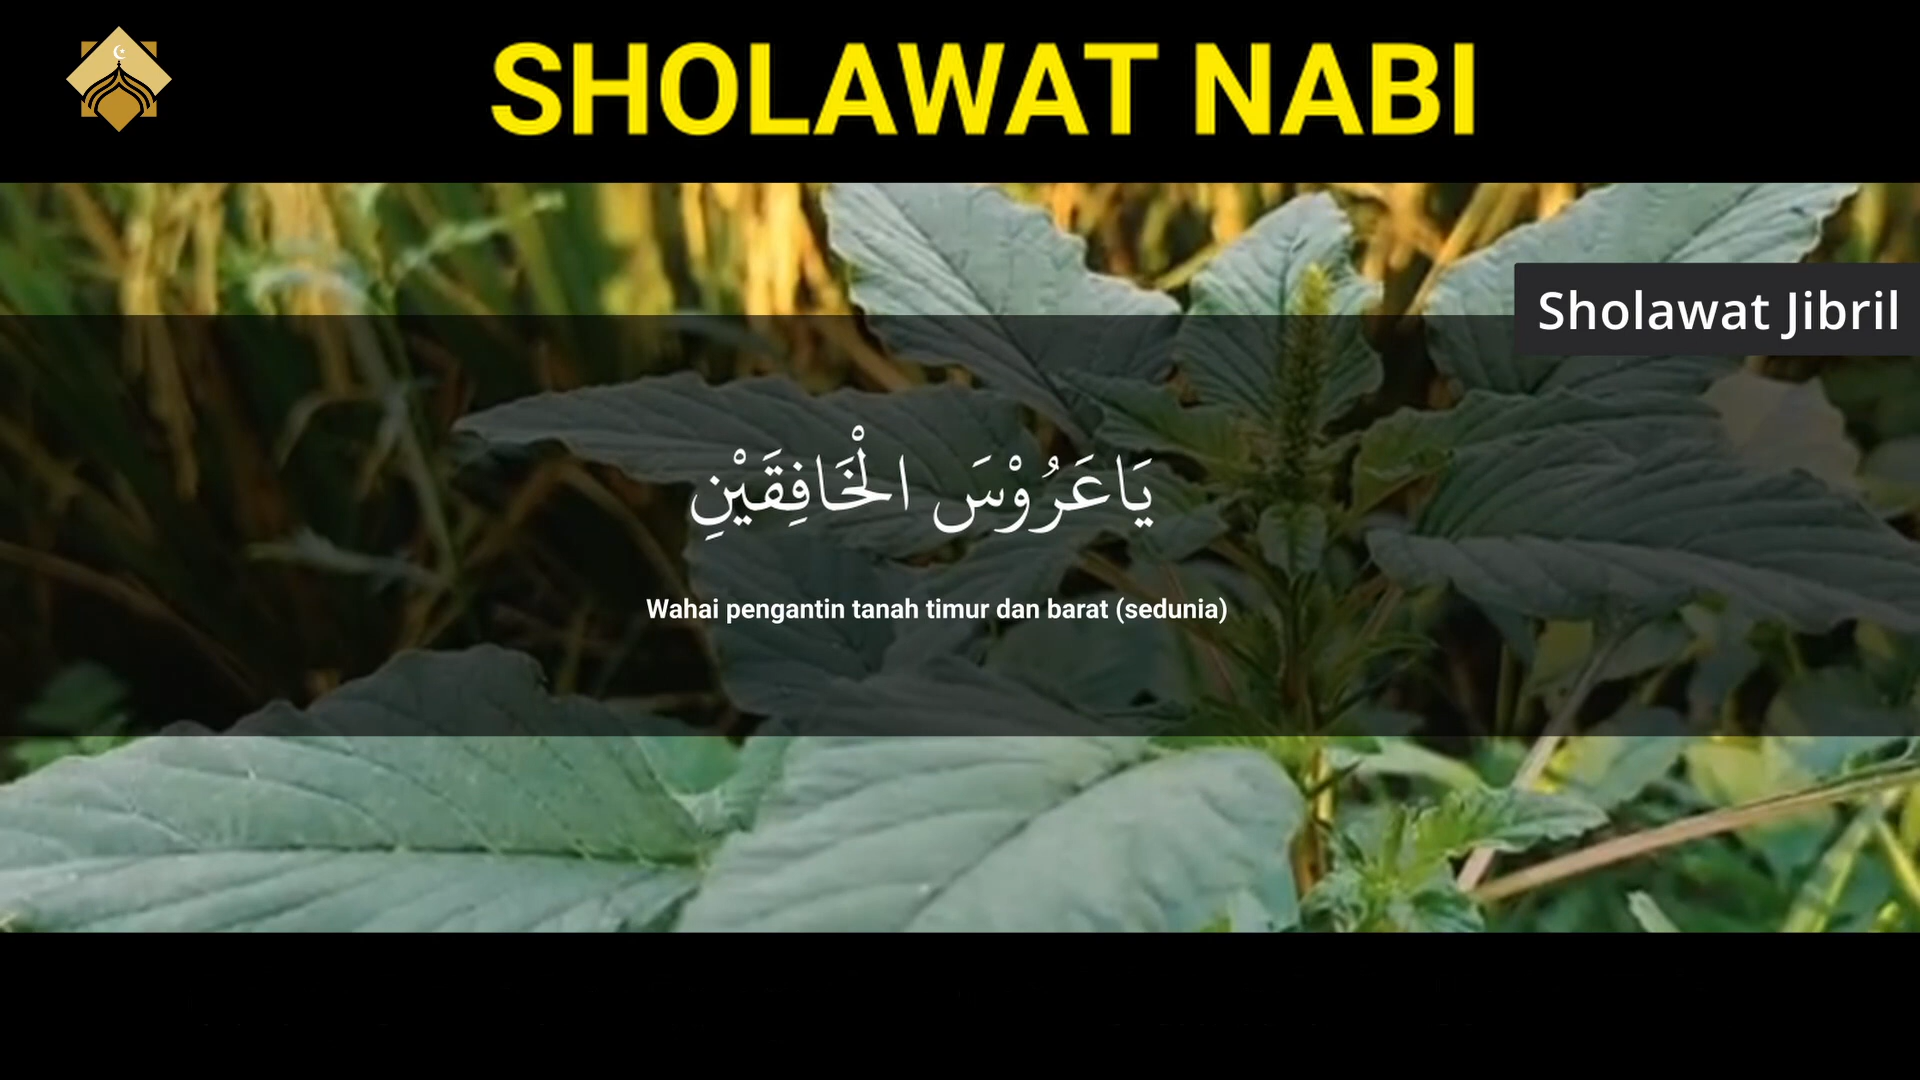 SHOLAWAT NABI
Sholawat Jibril
يَاعَرُوْسَ الْخَافِقَيْنِ
Wahai pengantin tanah timur dan barat (sedunia)